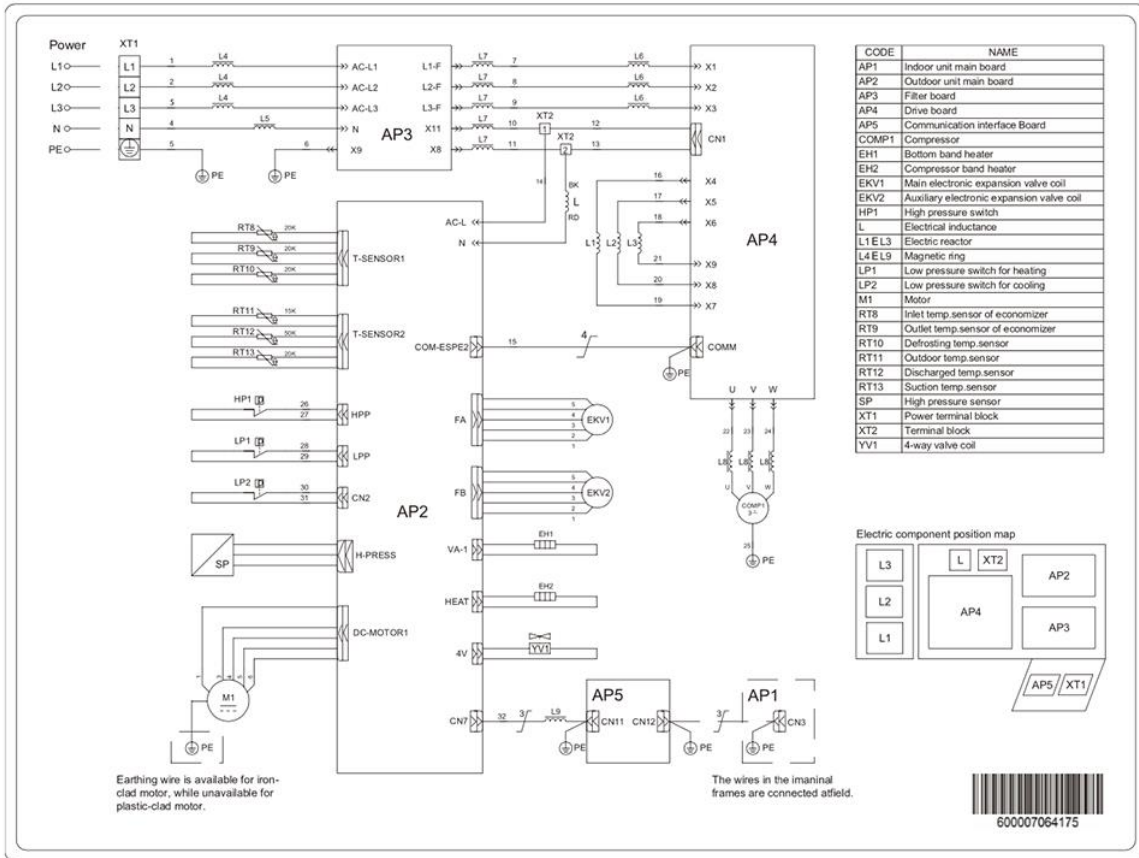 Power XT1
L1 L1 1 L4 AC-L1 L1-F L7 7 L6 X1
L2 L2 2 L4 AC-L2 L2-F L7 8 L6 X2
L3 L3 3 L4 AC-L3 L3-F L7 9 L6 X3
N N 4 L5 N AP3 X11 L7 10 XT2 1 12 CN1
PE 5 6 X9 X8 L7 11 XT2 2 13
PE PE
14 BK L RD
16 X4
17 X5
18 X6
AC-L
N
L1 L2 L3 AP4
21 X9
20 X8
19 X7
RT8 20K
RT9 20K T-SENSOR1
RT10 20K
RT11 15K
RT12 50K T-SENSOR2
RT13 20K
COM-ESPE2 15 4 COMM
PE
U V W
22 23 24
L8 L8 L8
U V W
COMP1
3~
25
PE
HP1 26
27 HPP
LP1 28
29 LPP
LP2 30
31 CN2
SP H-PRESS
AP2
FA 5 4 3 2 1 EKV1
FB 5 4 3 2 1 EKV2
VA-1 EH1
HEAT EH2
4V YV1
DC-MOTOR1
1 3 4 5 6
M1
PE
CN7 32 3 L9 AP5 CN11 CN12 3 AP1 CN3
PE PE PE
Earthing wire is available for iron-
clad motor, while unavailable for
plastic-clad motor.
The wires in the imaninal
frames are connected atfield.
CODE NAME
AP1 Indoor unit main board
AP2 Outdoor unit main board
AP3 Filter board
AP4 Drive board
AP5 Communication interface Board
COMP1 Compressor
EH1 Bottom band heater
EH2 Compressor band heater
EKV1 Main electronic expansion valve coil
EKV2 Auxiliary electronic expansion valve coil
HP1 High pressure switch
L Electrical inductance
L1 E L3 Electric reactor
L4 E L9 Magnetic ring
LP1 Low pressure switch for heating
LP2 Low pressure switch for cooling
M1 Motor
RT8 Inlet temp.sensor of economizer
RT9 Outlet temp.sensor of economizer
RT10 Defrosting temp.sensor
RT11 Outdoor temp.sensor
RT12 Discharged temp.sensor
RT13 Suction temp.sensor
SP High pressure sensor
XT1 Power terminal block
XT2 Terminal block
YV1 4-way valve coil
Electric component position map
L3 L XT2 AP2
L2 AP4
L1 AP3
AP5 XT1
600007064175